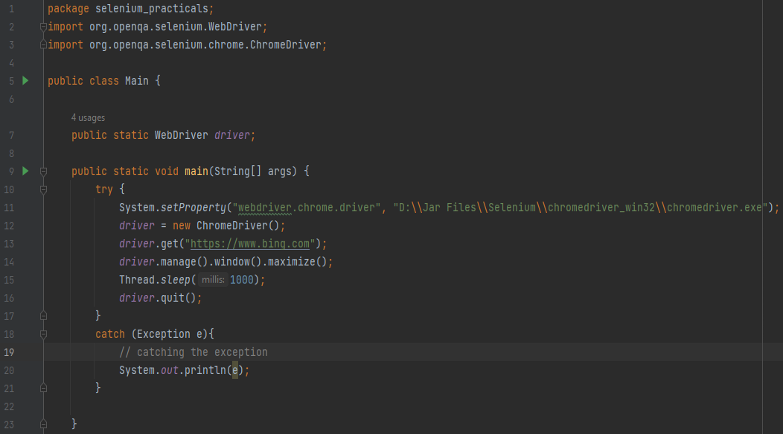 1 package selenium_practicals;
2 import org.openqa.selenium.WebDriver;
3 import org.openqa.selenium.chrome.ChromeDriver;
4
5 public class Main {
6
4 usages
7 public static WebDriver driver;
8
9 public static void main(String[] args) {
10 try {
11 System.setProperty("webdriver.chrome.driver", "D:\\Jar Files\\Selenium\\chromedriver_win32\\chromedriver.exe");
12 driver = new ChromeDriver();
13 driver.get("https://www.bing.com");
14 driver.manage().window().maximize();
15 Thread.sleep( millis: 1000);
16 driver.quit();
17 }
18 catch (Exception e){
19 // catching the exception
20 System.out.println(e);
21 }
22
23 }